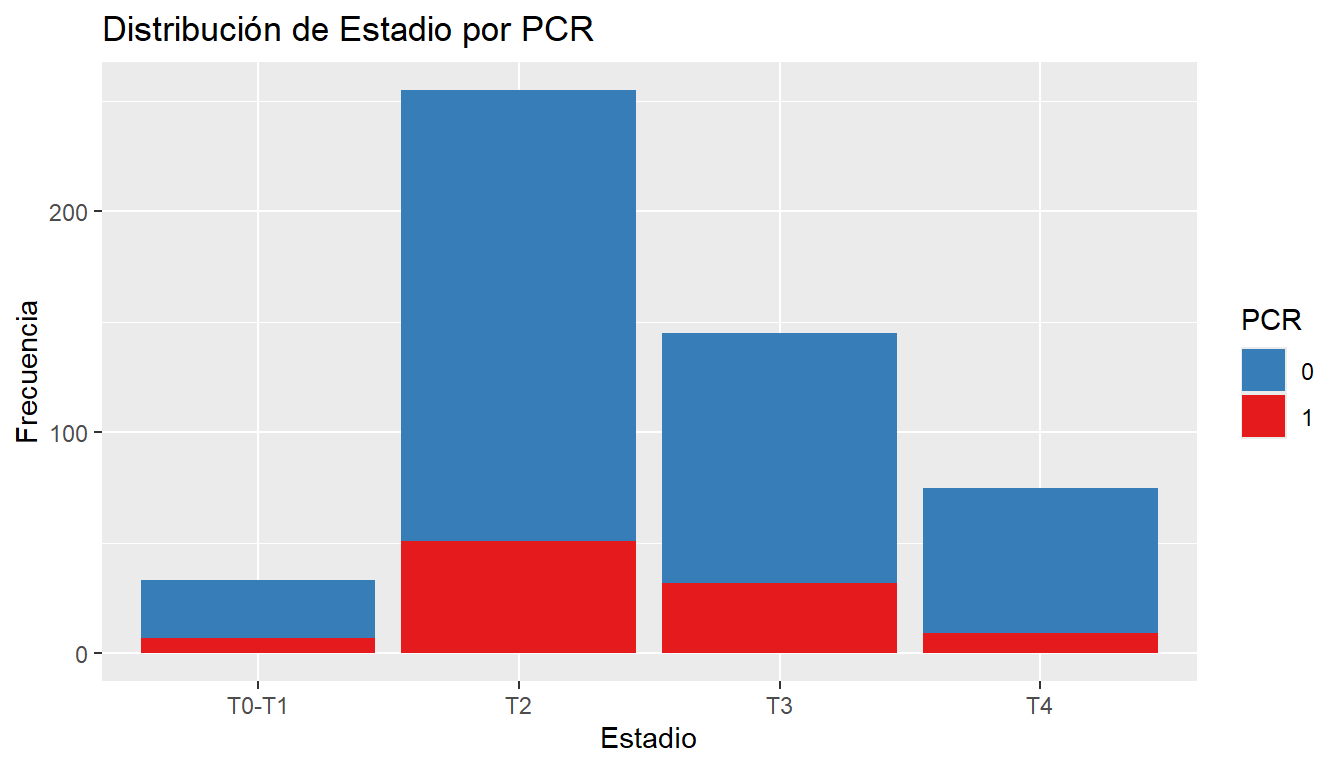 Distribución de Estadio por PCR
Frecuencia
200
100
0
T0-T1
T2
T3
T4
Estadio
PCR
0
1